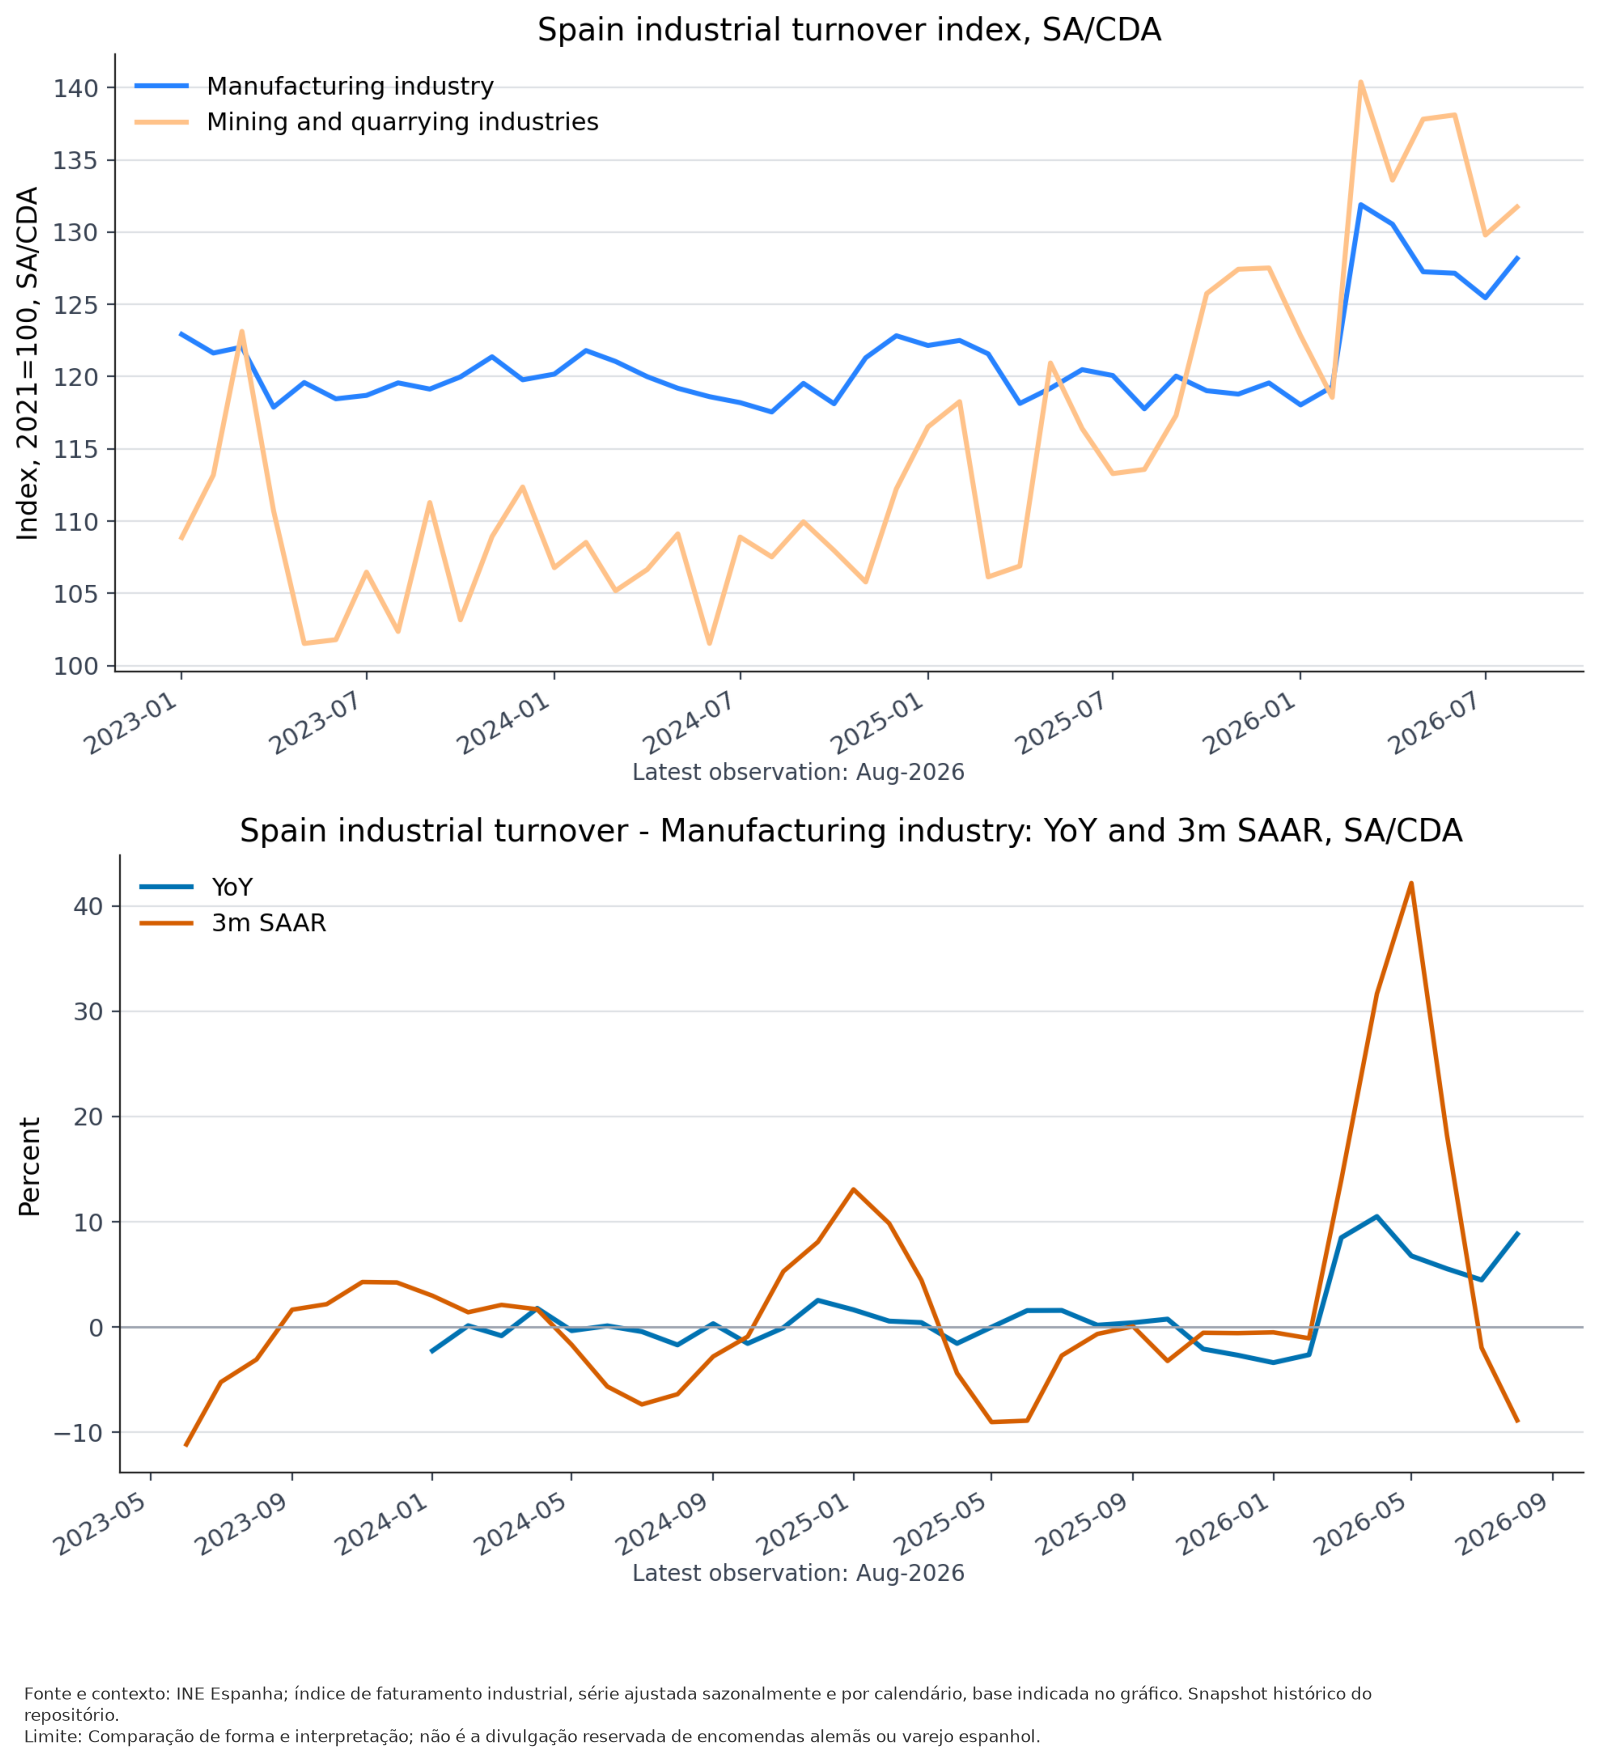 Spain industrial turnover index, SA/CDA
Manufacturing industry
Mining and quarrying industries
Index, 2021=100, SA/CDA
140
135
130
125
120
115
110
105
100
2023-01
2023-07
2024-01
2024-07
2025-01
2025-07
2026-01
2026-07
Latest observation: Aug-2026
Spain industrial turnover - Manufacturing industry: YoY and 3m SAAR, SA/CDA
YoY
3m SAAR
Percent
40
30
20
10
0
−10
2023-05
2023-09
2024-01
2024-05
2024-09
2025-01
2025-05
2025-09
2026-01
2026-05
2026-09
Latest observation: Aug-2026
Fonte e contexto: INE Espanha; índice de faturamento industrial, série ajustada sazonalmente e por calendário, base indicada no gráfico. Snapshot histórico do
repositório.
Limite: Comparação de forma e interpretação; não é a divulgação reservada de encomendas alemãs ou varejo espanhol.